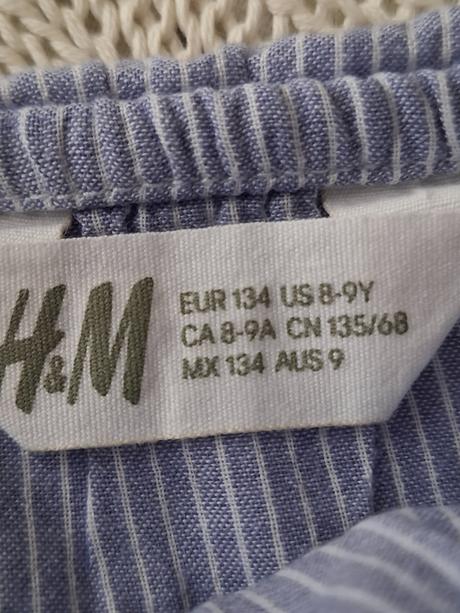 H&M
EUR 134 US 8-9Y
CA 8-9A CN 135/68
MX 134 AUS 9